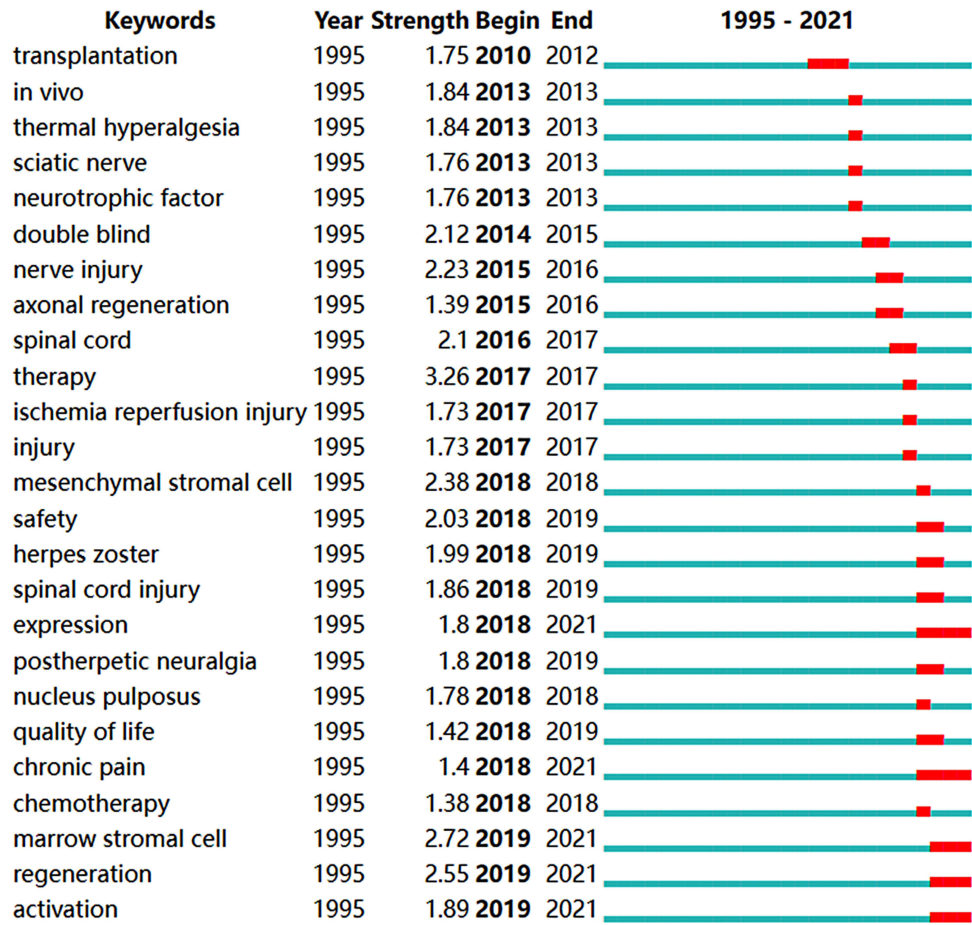 Keywords Year Strength Begin End 1995 - 2021
transplantation 1995 1.75 2010 2012
in vivo 1995 1.84 2013 2013
thermal hyperalgesia 1995 1.84 2013 2013
sciatic nerve 1995 1.76 2013 2013
neurotrophic factor 1995 1.76 2013 2013
double blind 1995 2.12 2014 2015
nerve injury 1995 2.23 2015 2016
axonal regeneration 1995 1.39 2015 2016
spinal cord 1995 2.1 2016 2017
therapy 1995 3.26 2017 2017
ischemia reperfusion injury 1995 1.73 2017 2017
injury 1995 1.73 2017 2017
mesenchymal stromal cell 1995 2.38 2018 2018
safety 1995 2.03 2018 2019
herpes zoster 1995 1.99 2018 2019
spinal cord injury 1995 1.86 2018 2019
expression 1995 1.8 2018 2021
postherpetic neuralgia 1995 1.8 2018 2019
nucleus pulposus 1995 1.78 2018 2018
quality of life 1995 1.42 2018 2019
chronic pain 1995 1.4 2018 2021
chemotherapy 1995 1.38 2018 2018
marrow stromal cell 1995 2.72 2019 2021
regeneration 1995 2.55 2019 2021
activation 1995 1.89 2019 2021